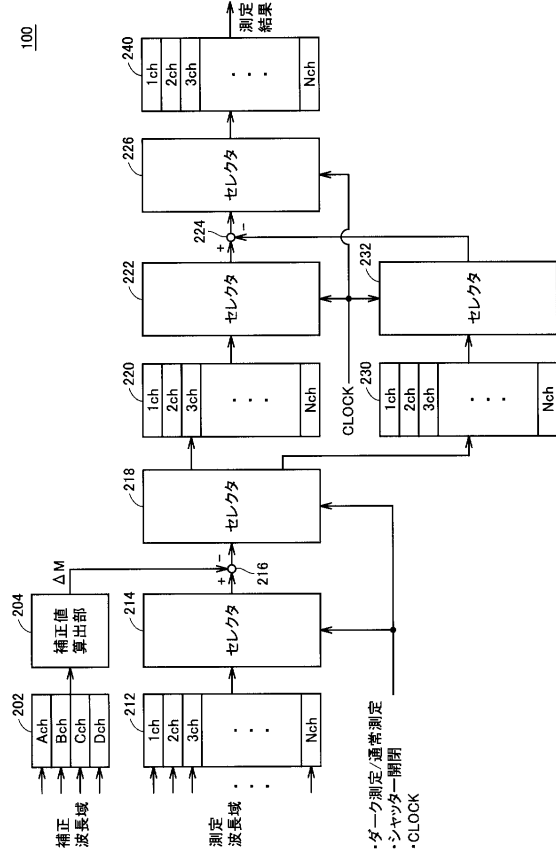 100
補正
波長域
202
Ach
Bch
Cch
Dch
204
補正値
算出部
ΔM
測定
波長域
212
1ch
2ch
3ch
・・・
Nch
214
セレクタ
+
-
216
218
セレクタ
220
1ch
2ch
3ch
・・・
Nch
222
セレクタ
+
-
224
226
セレクタ
240
1ch
2ch
3ch
・・・
Nch
測定
結果
CLOCK
230
1ch
2ch
3ch
・・・
Nch
232
セレクタ
・ダーク測定/通常測定
・シャッター開閉
・CLOCK